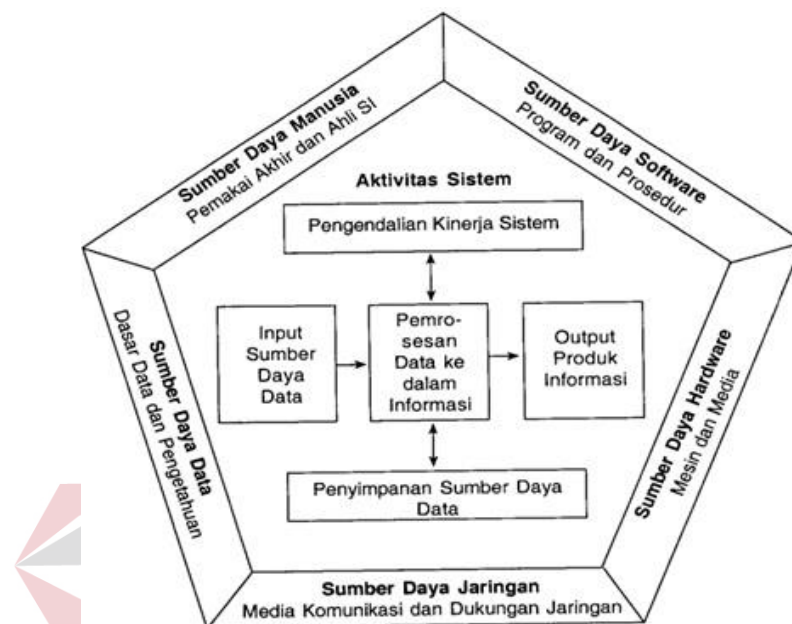 Sumber Daya Manusia
Pemakai Akhir dan Ahli SI
Sumber Daya Software
Program dan Prosedur
Aktivitas Sistem
Pengendalian Kinerja Sistem
Input
Sumber
Daya
Data
Pemro-
sesan
Data ke
dalam
Informasi
Output
Produk
Informasi
Penyimpanan Sumber Daya
Data
Sumber Daya Data
Dasar Data dan Pengetahuan
Sumber Daya Hardware
Mesin dan Media
Sumber Daya Jaringan
Media Komunikasi dan Dukungan Jaringan